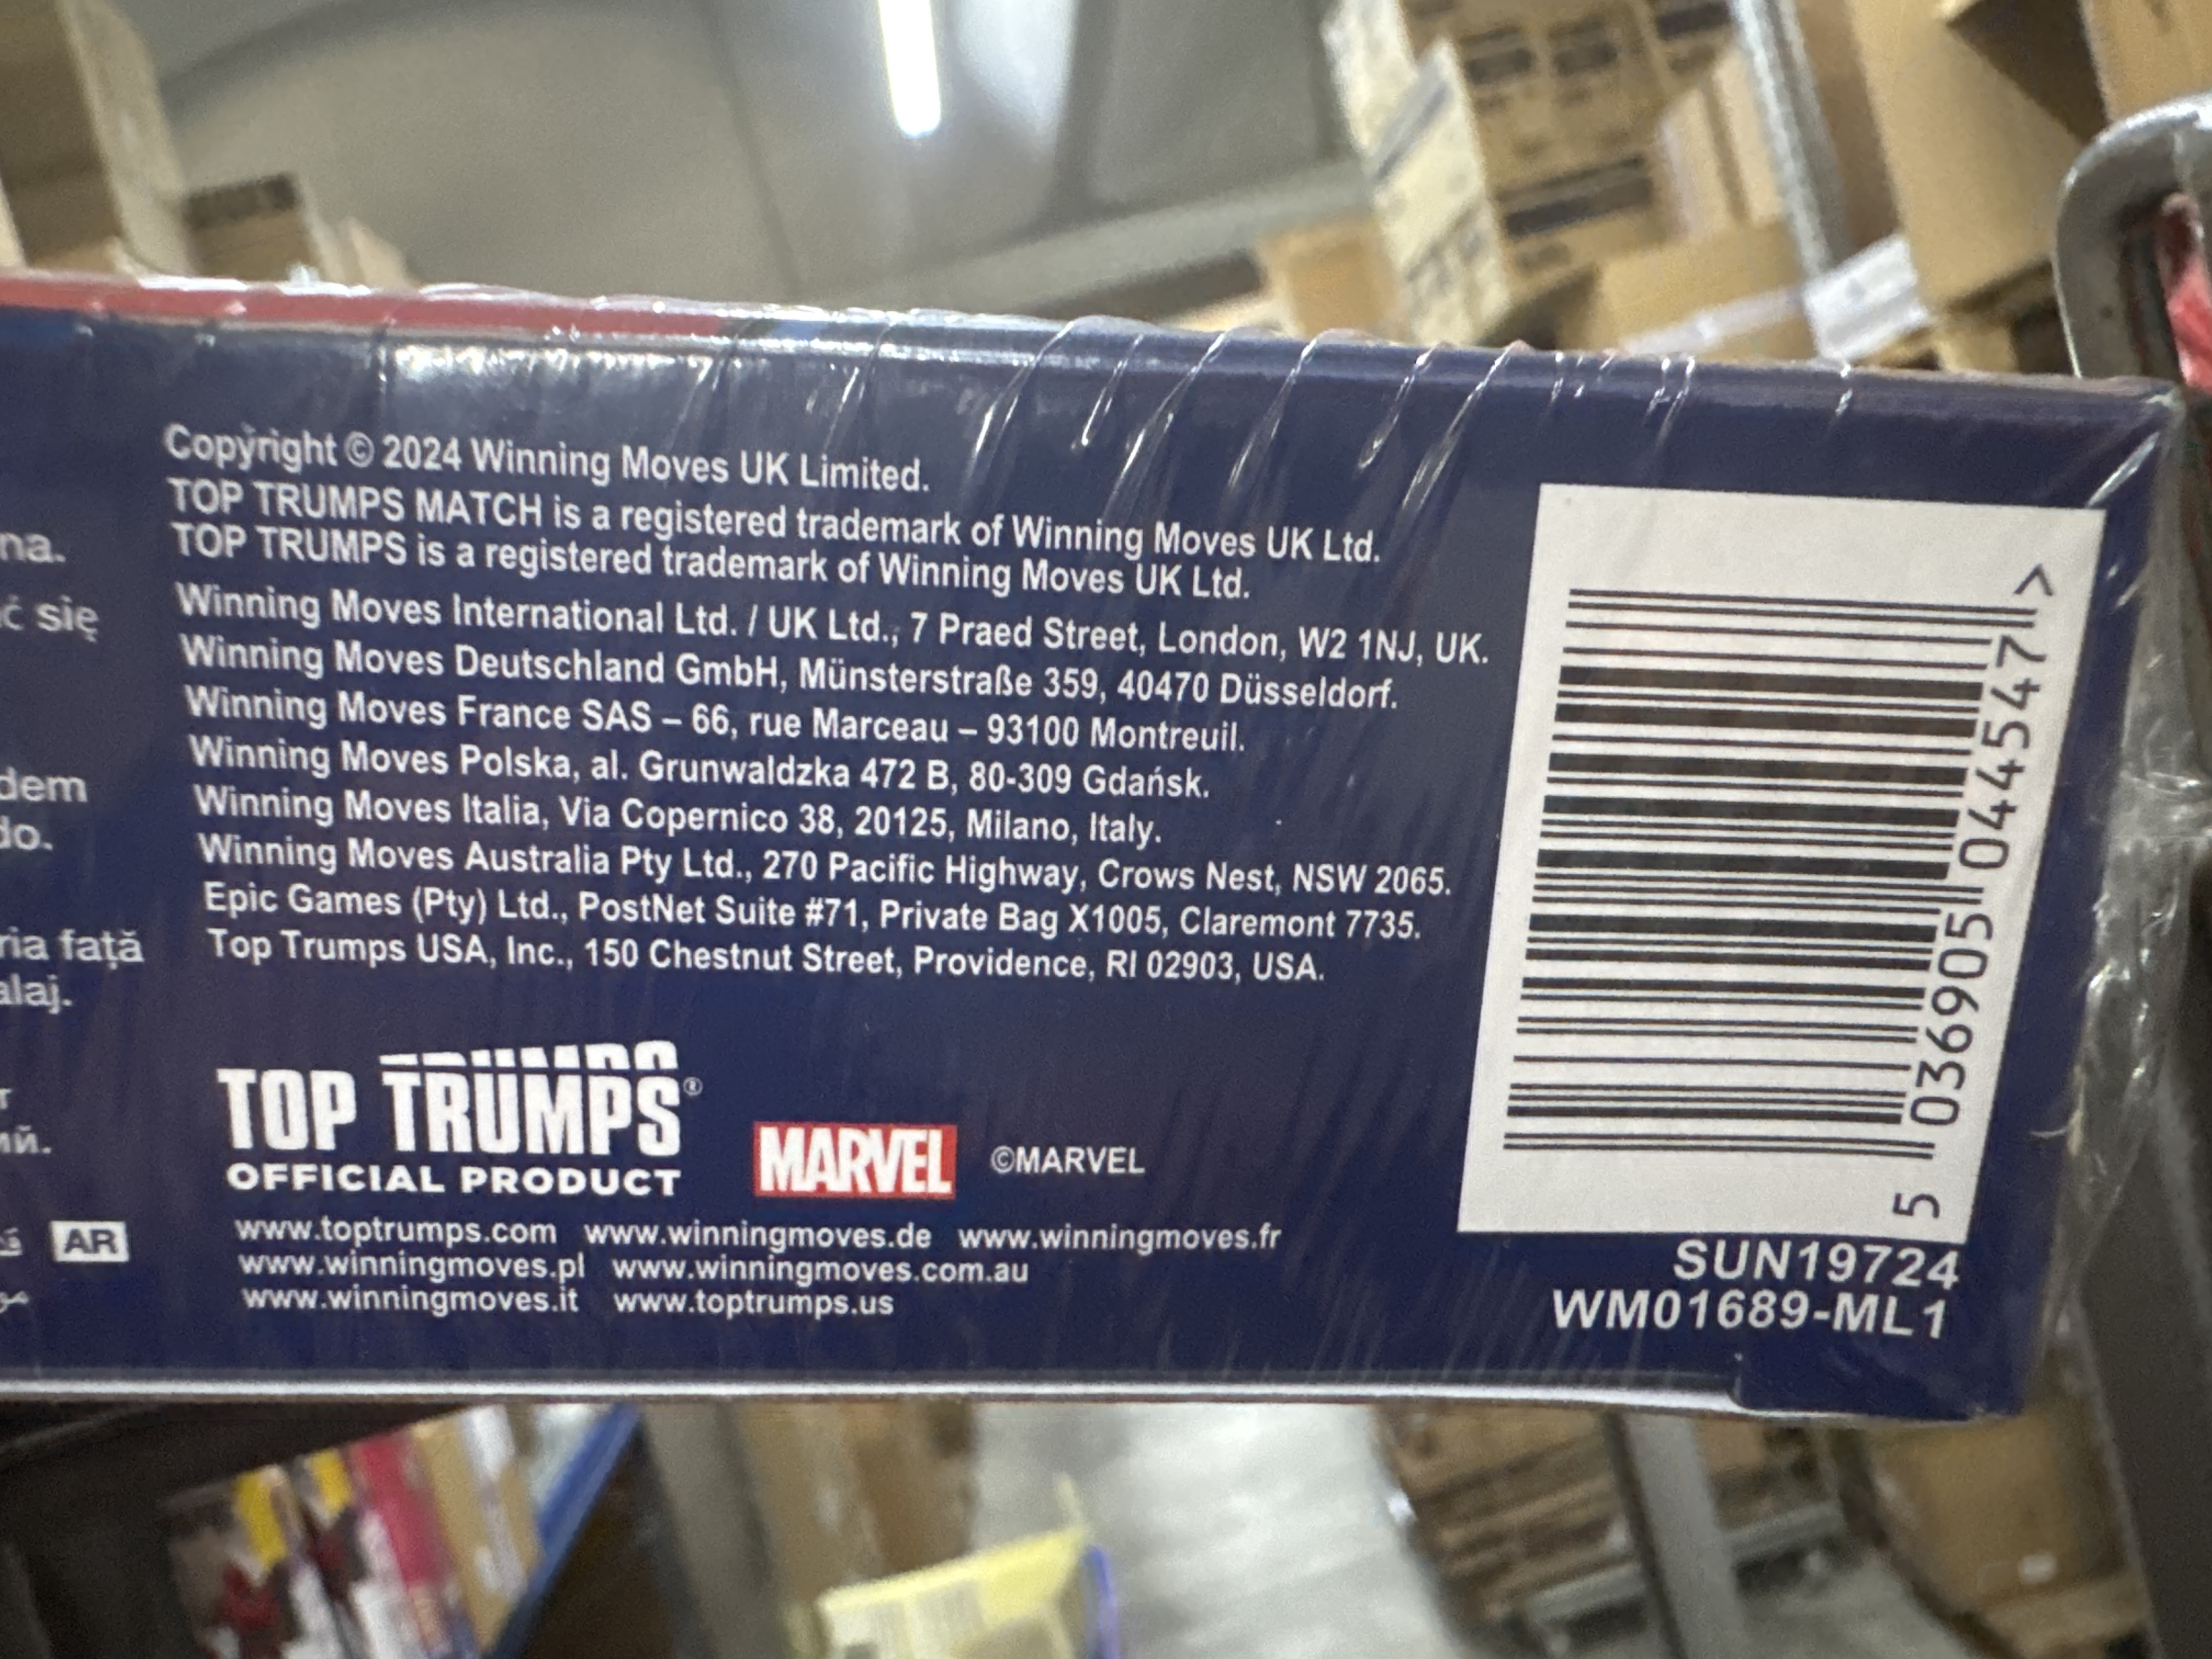 na.
ć się
dem
do.
ria față
alaj.
AR
Copyright © 2024 Winning Moves UK Limited.
TOP TRUMPS MATCH is a registered trademark of Winning Moves UK Ltd.
TOP TRUMPS is a registered trademark of Winning Moves UK Ltd.
Winning Moves International Ltd. / UK Ltd., 7 Praed Street, London, W2 1NJ, UK.
Winning Moves Deutschland GmbH, Münsterstraße 359, 40470 Düsseldorf.
Winning Moves France SAS – 66, rue Marceau – 93100 Montreuil.
Winning Moves Polska, al. Grunwaldzka 472 B, 80-309 Gdańsk.
Winning Moves Italia, Via Copernico 38, 20125, Milano, Italy.
Winning Moves Australia Pty Ltd., 270 Pacific Highway, Crows Nest, NSW 2065.
Epic Games (Pty) Ltd., PostNet Suite #71, Private Bag X1005, Claremont 7735.
Top Trumps USA, Inc., 150 Chestnut Street, Providence, RI 02903, USA.
TOP TRUMPS®
OFFICIAL PRODUCT
MARVEL ©MARVEL
www.toptrumps.com www.winningmoves.de www.winningmoves.fr
www.winningmoves.pl www.winningmoves.com.au
www.winningmoves.it www.toptrumps.us
5 036905 044547 >
SUN19724
WM01689-ML1